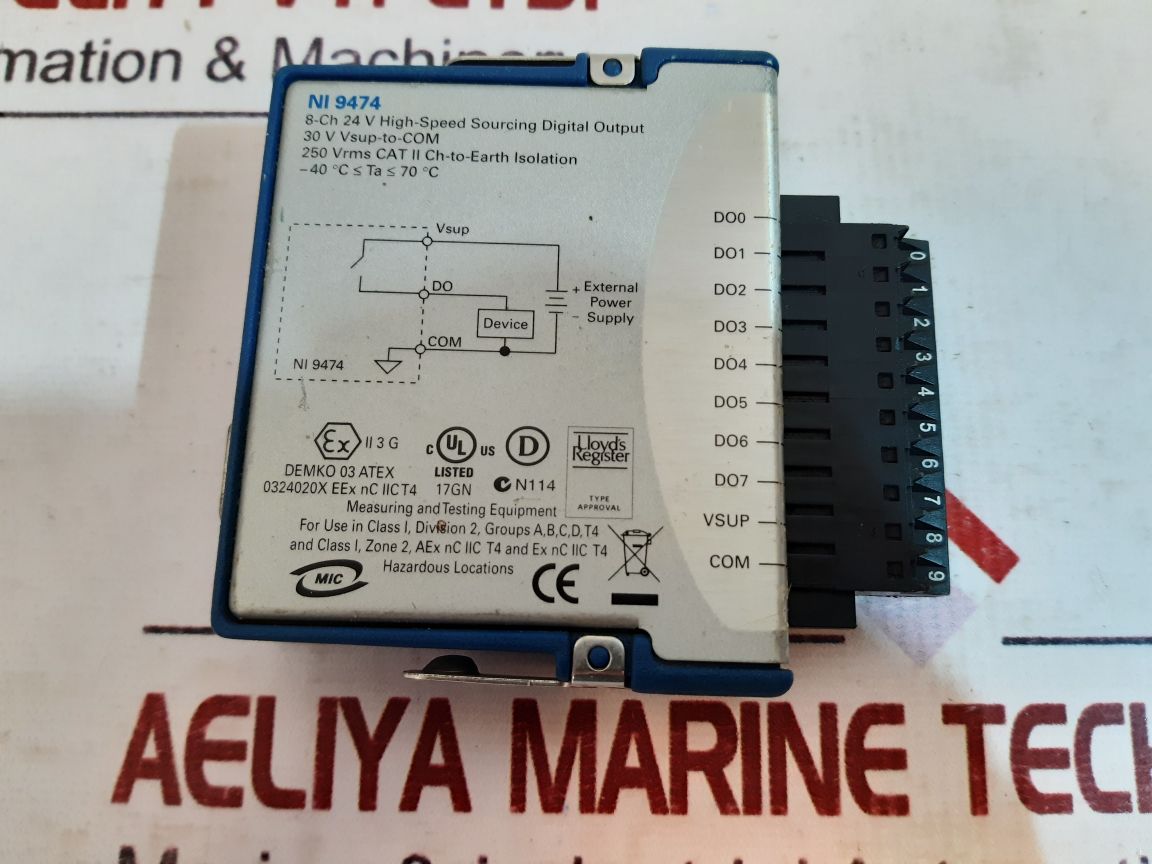 mation &
NI 9474
8-Ch 24 V High-Speed Sourcing Digital Output
30 V Vsup-to-COM
250 Vrms CAT II Ch-to-Earth Isolation
−40 °C ≤ Ta ≤ 70 °C
Vsup
DO
COM
Device
+ External
Power
− Supply
NI 9474
DO0
DO1
DO2
DO3
DO4
DO5
DO6
DO7
VSUP
COM
0
1
2
3
4
5
6
7
8
9
Ex II 3 G
DEMKO 03 ATEX
0324020X EEx nC IIC T4
C UL US
LISTED
17GN
D
N114
Lloyd's
Register
TYPE
APPROVAL
Measuring and Testing Equipment
For Use in Class I, Division 2, Groups A,B,C,D, T4
and Class I, Zone 2, AEx nC IIC T4 and Ex nC IIC T4
Hazardous Locations
MIC
CE
AELIYA MARINE TECH